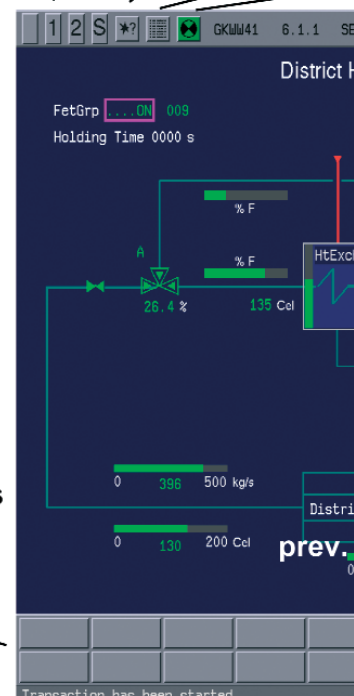 1 2 S *? GKWW41 6.1.1
District
FetGrp ....ON 009
Holding Time 0000 s
% F
A
% F
HtExch
26.4 % 135 Cel
0 396 500 kg/s
s
Distri
0 130 200 Cel
prev.
0
Transaction has been started